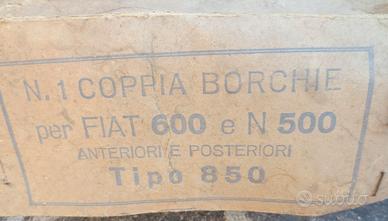 N. 1 COPPIA BORCHIE
per FIAT 600 e N 500
ANTERIORI E POSTERIORI
Tipo 850
subito